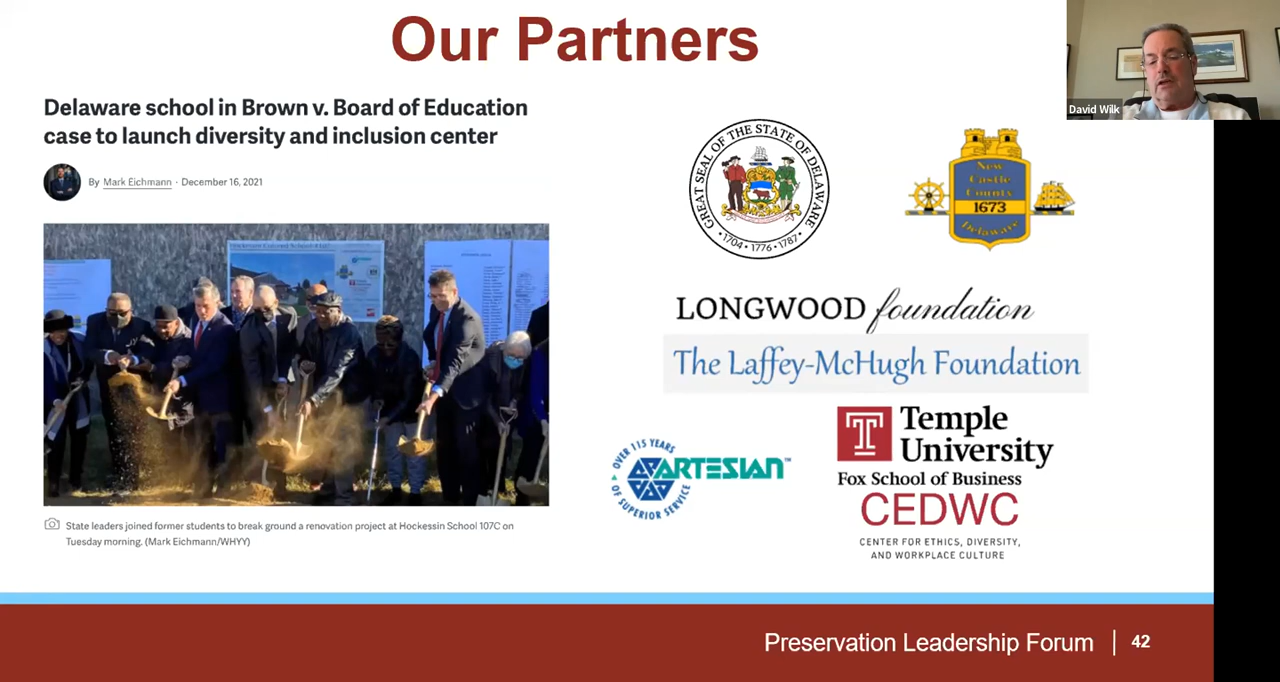 Our Partners
David Wilk
Delaware school in Brown v. Board of Education
case to launch diversity and inclusion center
By Mark Eichmann · December 16, 2021
GREAT SEAL OF THE STATE OF DELAWARE
• 1704 • 1776 • 1787 •
New
Castle
County
1673
Delaware
LONGWOOD foundation
The Laffey-McHugh Foundation
OVER 115 YEARS
ARTESIAN™
OF SUPERIOR SERVICE
T Temple
University
Fox School of Business
CEDWC
CENTER FOR ETHICS, DIVERSITY,
AND WORKPLACE CULTURE
State leaders joined former students to break ground a renovation project at Hockessin School 107C on
Tuesday morning. (Mark Eichmann/WHYY)
Preservation Leadership Forum | 42